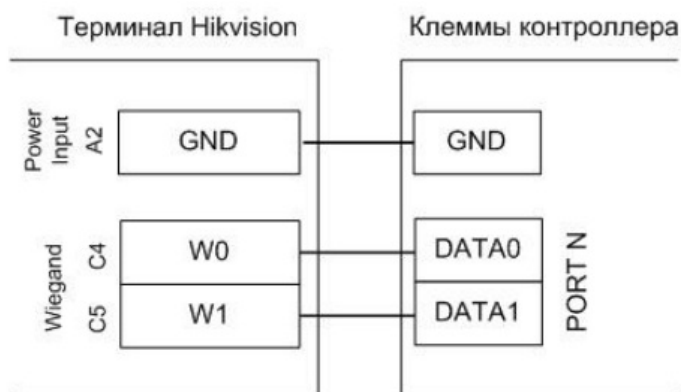 Терминал Hikvision
Клеммы контроллера
Power
Input
A2
GND
GND
Wiegand
C4
W0
DATA0
C5
W1
DATA1
PORT N